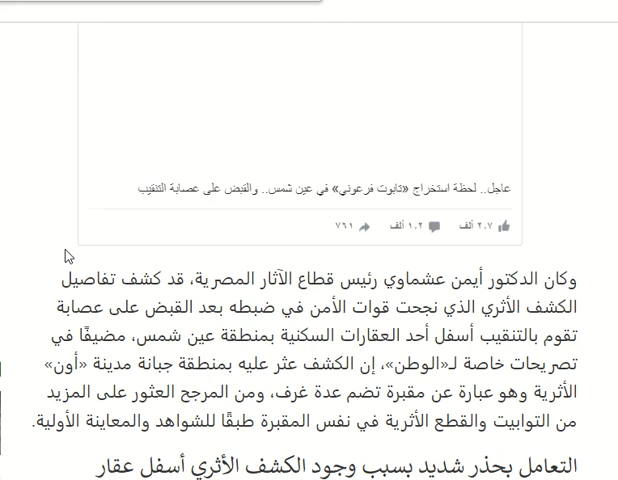 عاجل.. لحظة استخراج «تابوت فرعوني» في عين شمس.. والقبض على عصابة التنقيب
٢٫٧ ألف ١٫٢ ألف ٧٦١
وكان الدكتور أيمن عشماوي رئيس قطاع الآثار المصرية، قد كشف تفاصيل
الكشف الأثري الذي نجحت قوات الأمن في ضبطه بعد القبض على عصابة
تقوم بالتنقيب أسفل أحد العقارات السكنية بمنطقة عين شمس، مضيفًا في
تصريحات خاصة لـ«الوطن»، إن الكشف عثر عليه بمنطقة جبانة مدينة «أون»
الأثرية وهو عبارة عن مقبرة تضم عدة غرف، ومن المرجح العثور على المزيد
من التوابيت والقطع الأثرية في نفس المقبرة طبقًا للشواهد والمعاينة الأولية.
التعامل بحذر شديد بسبب وجود الكشف الأثري أسفل عقار